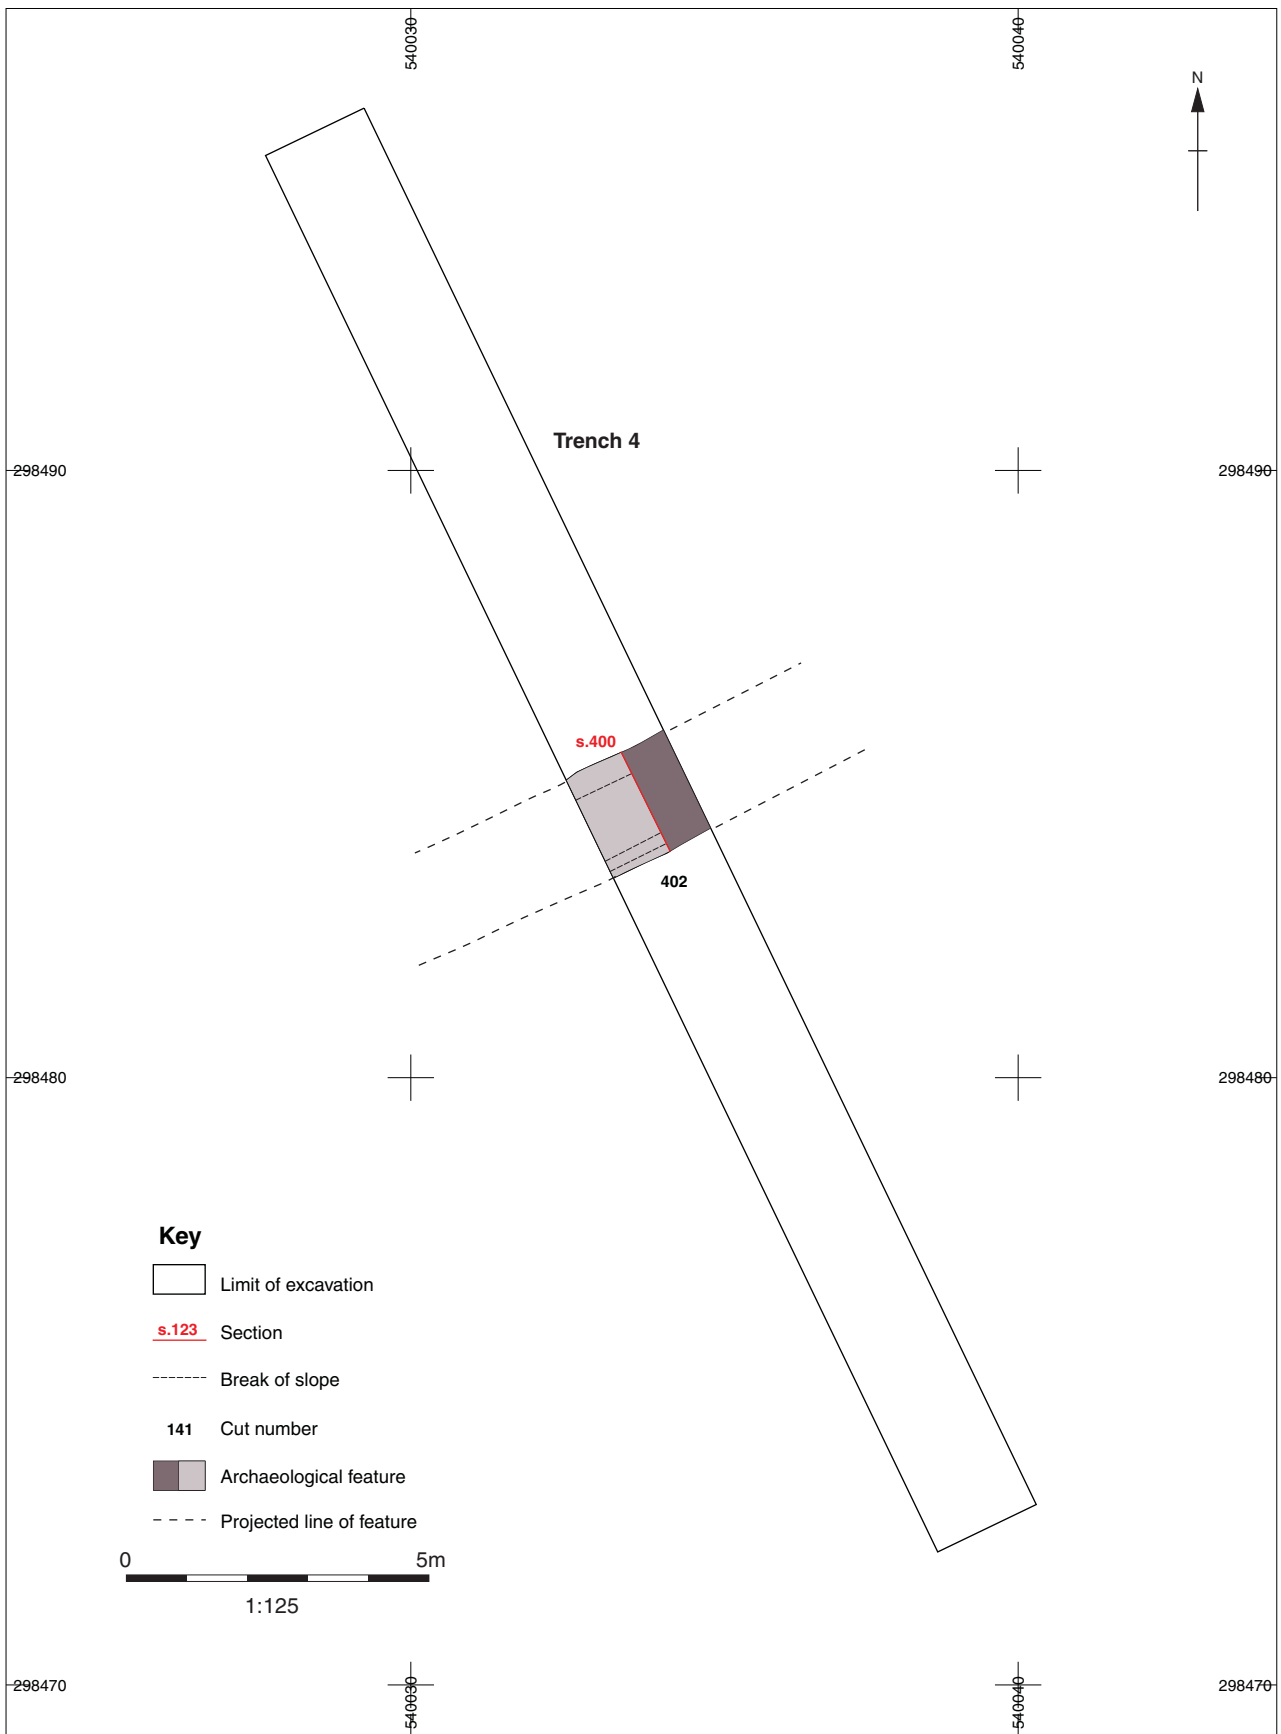 540030
540040
N
Trench 4
298490
298490
s.400
402
298480
298480
Key
Limit of excavation
s.123 Section
Break of slope
141 Cut number
Archaeological feature
Projected line of feature
0 5m
1:125
298470
298470
540030
540040